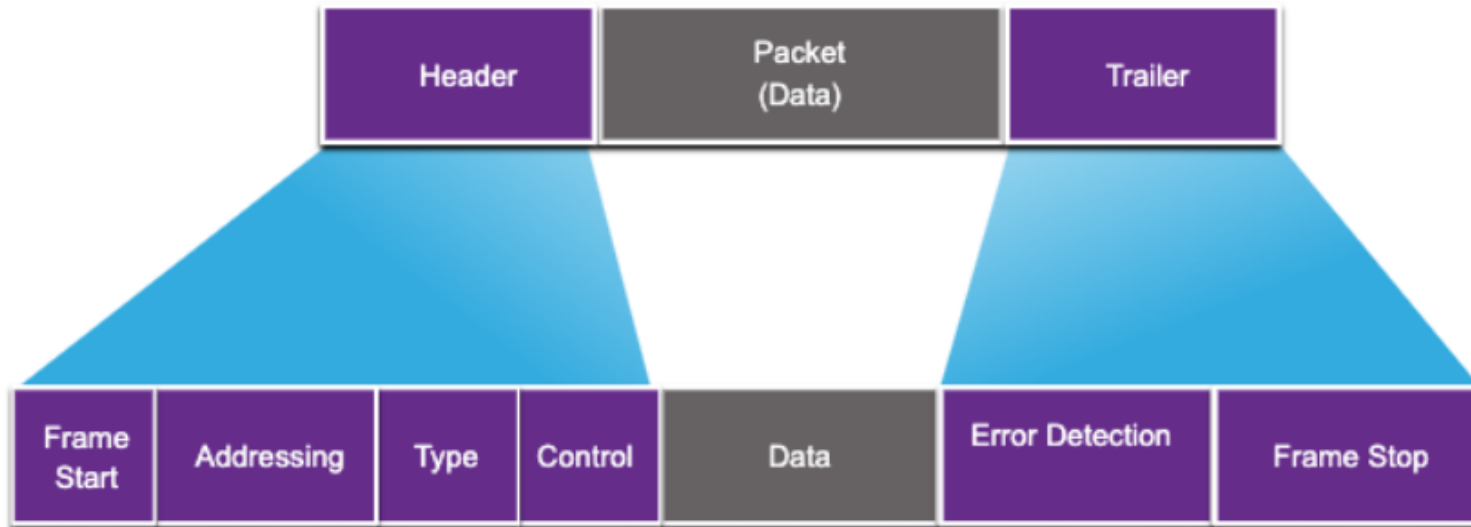 Header
Packet
(Data)
Trailer
Frame
Start
Addressing
Type
Control
Data
Error Detection
Frame Stop